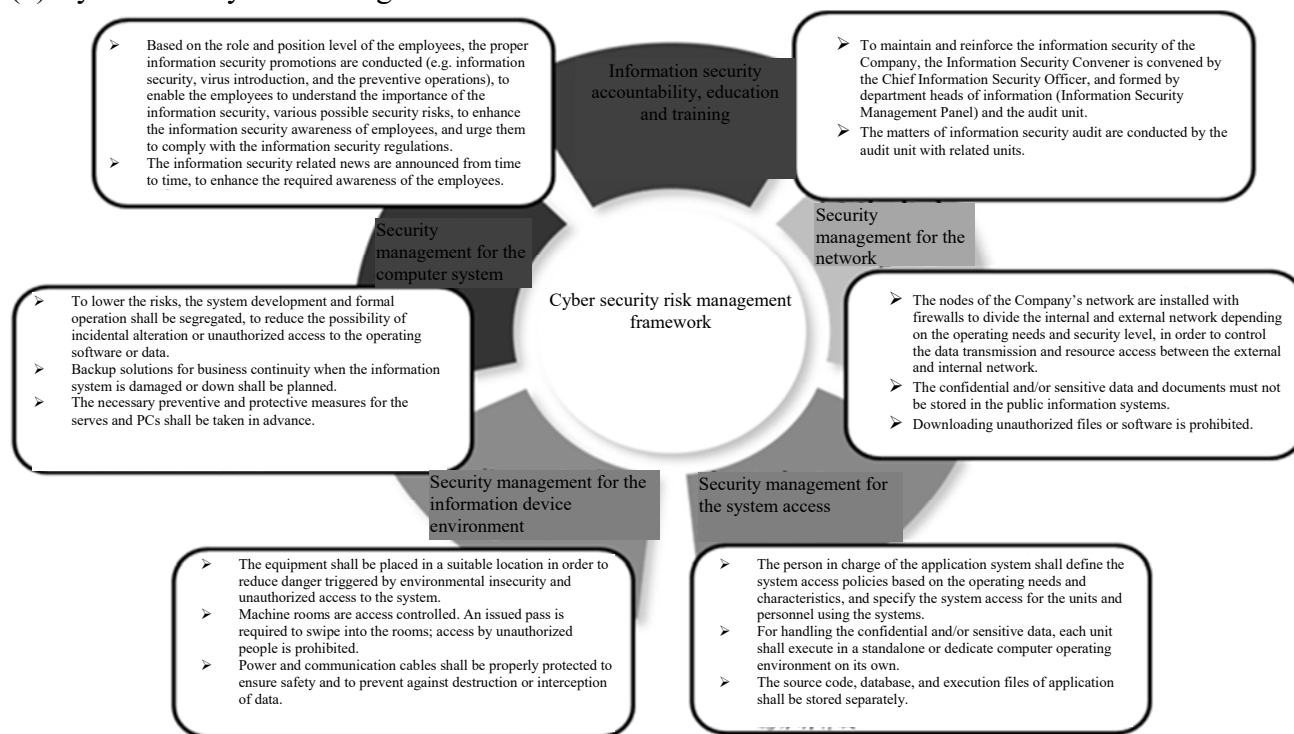 ➢ Based on the role and position level of the employees, the proper
information security promotions are conducted (e.g. information
security, virus introduction, and the preventive operations), to
enable the employees to understand the importance of the
information security, various possible security risks, to enhance
the information security awareness of employees, and urge them
to comply with the information security regulations.
➢ The information security related news are announced from time
to time, to enhance the required awareness of the employees.
Information security
accountability, education
and training
➢ To maintain and reinforce the information security of the
Company, the Information Security Convener is convened by
the Chief Information Security Officer, and formed by
department heads of information (Information Security
Management Panel) and the audit unit.
➢ The matters of information security audit are conducted by the
audit unit with related units.
Security
management for the
computer system
Security
management for the
network
Cyber security risk management
framework
➢ To lower the risks, the system development and formal
operation shall be segregated, to reduce the possibility of
incidental alteration or unauthorized access to the operating
software or data.
➢ Backup solutions for business continuity when the information
system is damaged or down shall be planned.
➢ The necessary preventive and protective measures for the
serves and PCs shall be taken in advance.
➢ The nodes of the Company’s network are installed with
firewalls to divide the internal and external network depending
on the operating needs and security level, in order to control
the data transmission and resource access between the external
and internal network.
➢ The confidential and/or sensitive data and documents must not
be stored in the public information systems.
➢ Downloading unauthorized files or software is prohibited.
Security management for the
information device
environment
Security management for
the system access
➢ The equipment shall be placed in a suitable location in order to
reduce danger triggered by environmental insecurity and
unauthorized access to the system.
➢ Machine rooms are access controlled. An issued pass is
required to swipe into the rooms; access by unauthorized
people is prohibited.
➢ Power and communication cables shall be properly protected to
ensure safety and to prevent against destruction or interception
of data.
➢ The person in charge of the application system shall define the
system access policies based on the operating needs and
characteristics, and specify the system access for the units and
personnel using the systems.
➢ For handling the confidential and/or sensitive data, each unit
shall execute in a standalone or dedicate computer operating
environment on its own.
➢ The source code, database, and execution files of application
shall be stored separately.